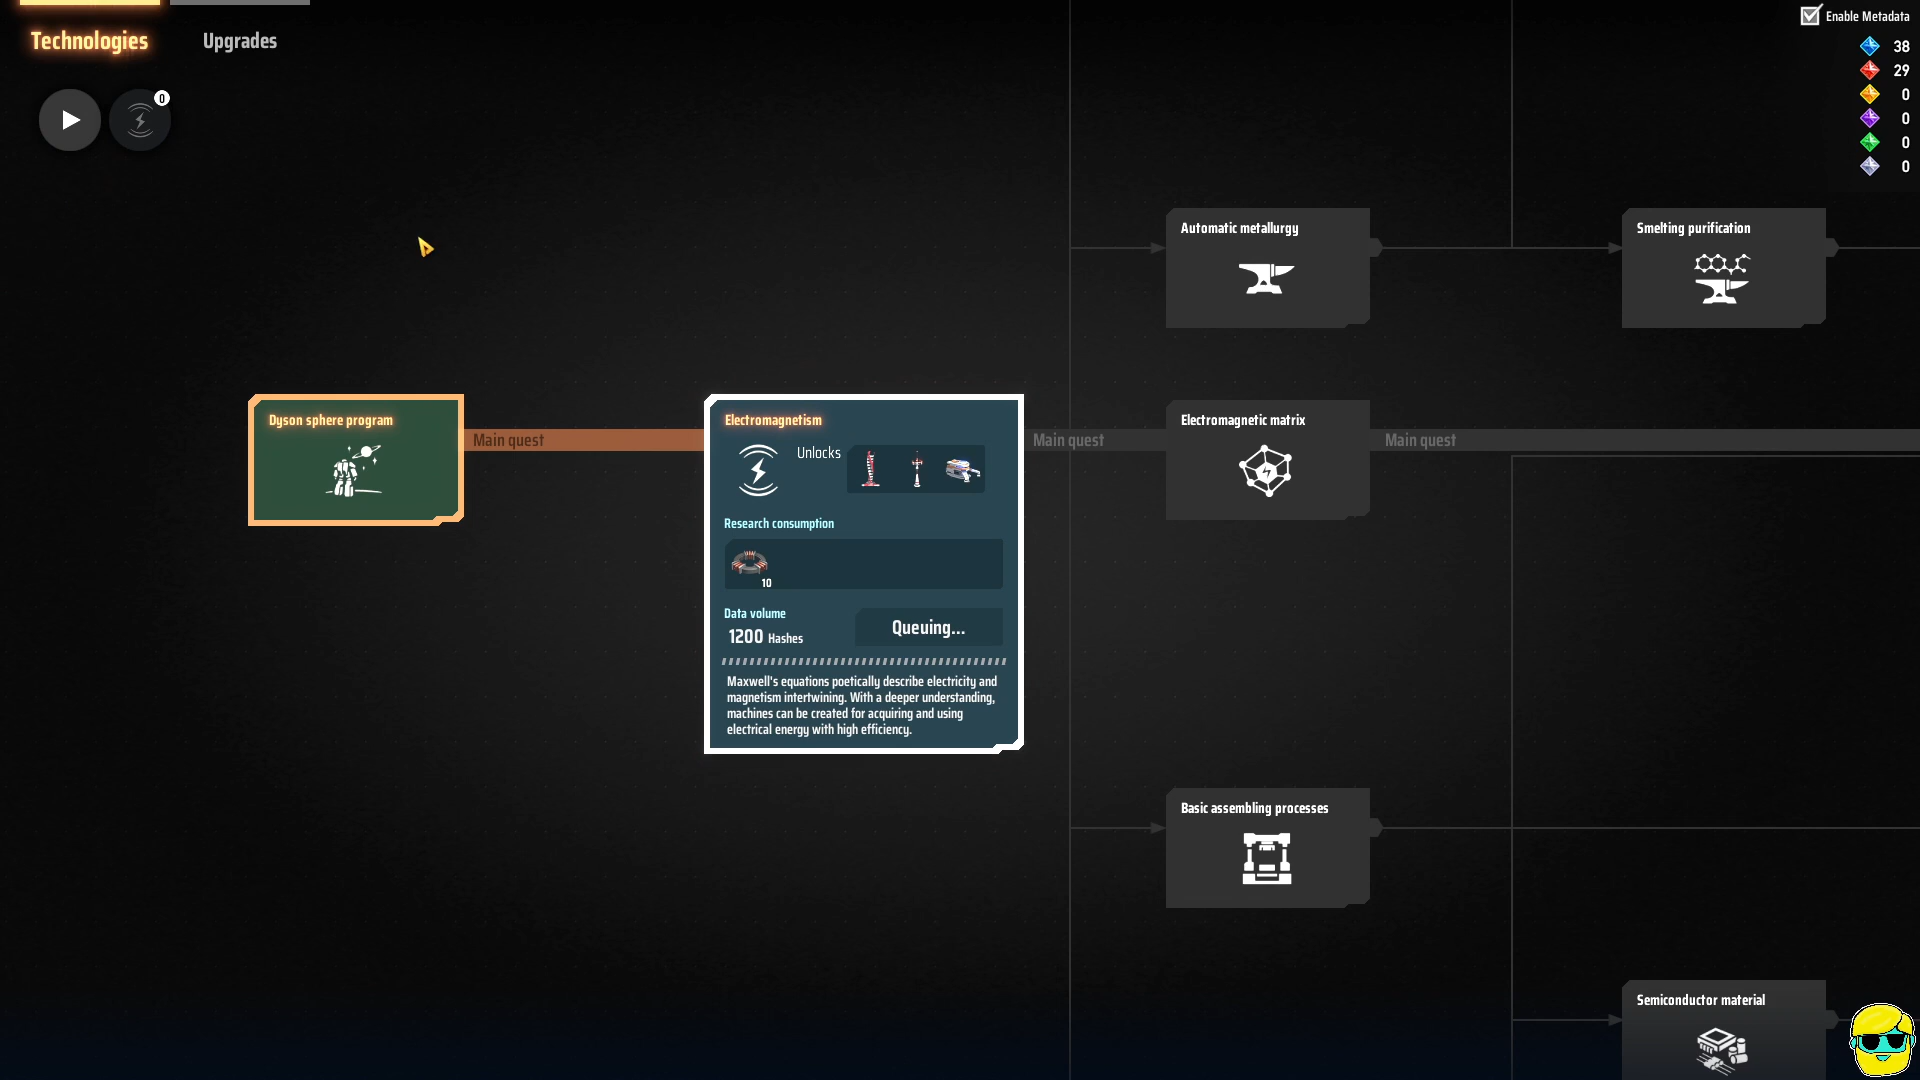 Technologies
Upgrades
Enable Metadata
38
29
0
0
0
0
0
Automatic metallurgy
Smelting purification
Dyson sphere program
Main quest
Electromagnetism
Unlocks
Research consumption
10
Data volume
1200 Hashes
Queuing...
Maxwell's equations poetically describe electricity and
magnetism intertwining. With a deeper understanding,
machines can be created for acquiring and using
electrical energy with high efficiency.
Main quest
Electromagnetic matrix
Main quest
Basic assembling processes
Semiconductor material